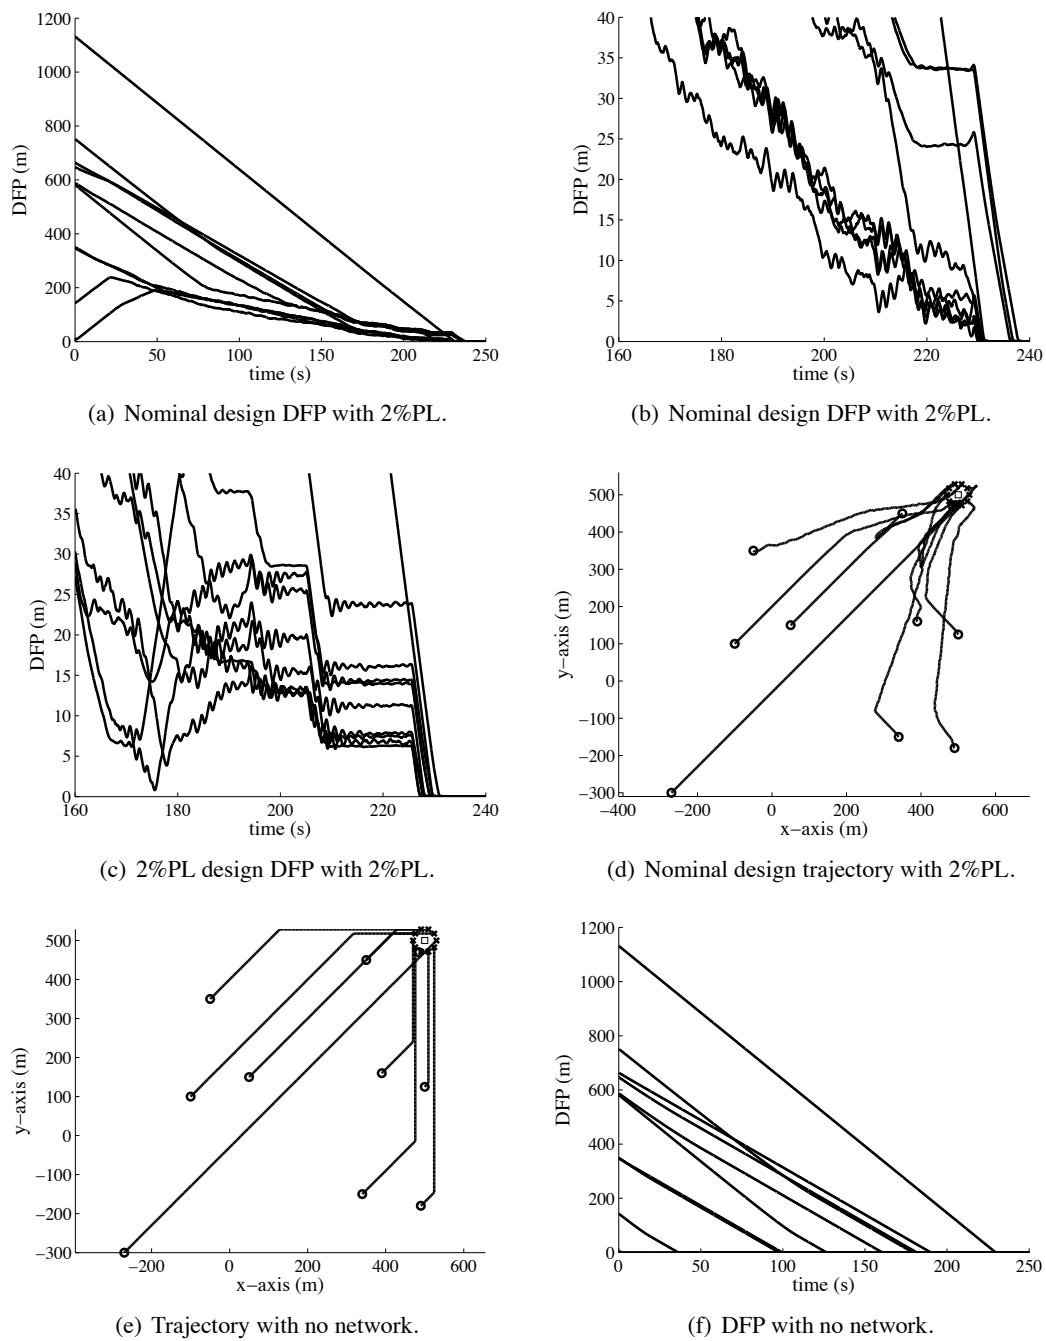 1200
1000
800
600
400
200
0
DFP (m)
0 50 100 150 200 250
time (s)
(a) Nominal design DFP with 2%PL.
40
35
30
25
20
15
10
5
0
DFP (m)
160 180 200 220 240
time (s)
(b) Nominal design DFP with 2%PL.
40
35
30
25
20
15
10
5
0
DFP (m)
160 180 200 220 240
time (s)
(c) 2%PL design DFP with 2%PL.
500
400
300
200
100
0
−100
−200
−300
y−axis (m)
−400 −200 0 200 400 600
x−axis (m)
(d) Nominal design trajectory with 2%PL.
500
400
300
200
100
0
−100
−200
−300
y−axis (m)
−200 0 200 400 600
x−axis (m)
(e) Trajectory with no network.
1200
1000
800
600
400
200
0
DFP (m)
0 50 100 150 200 250
time (s)
(f) DFP with no network.